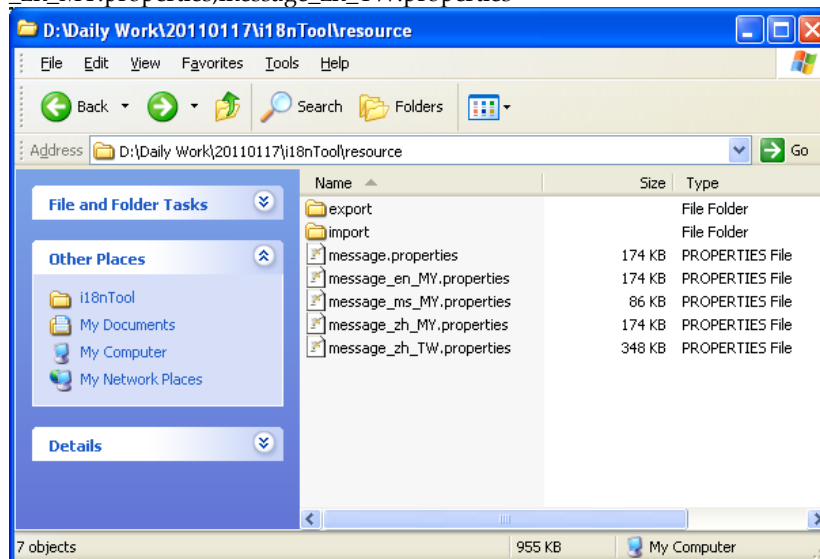 _zh_MY.properties,message_zh_TW.properties
D:\Daily Work\20110117\i18nTool\resource
File Edit View Favorites Tools Help
Back Search Folders
Address D:\Daily Work\20110117\i18nTool\resource Go
Name Size Type
File and Folder Tasks
export File Folder
import File Folder
Other Places
message.properties 174 KB PROPERTIES File
message_en_MY.properties 174 KB PROPERTIES File
i18nTool
message_ms_MY.properties 86 KB PROPERTIES File
My Documents
message_zh_MY.properties 174 KB PROPERTIES File
My Computer
message_zh_TW.properties 348 KB PROPERTIES File
My Network Places
Details
7 objects 955 KB My Computer